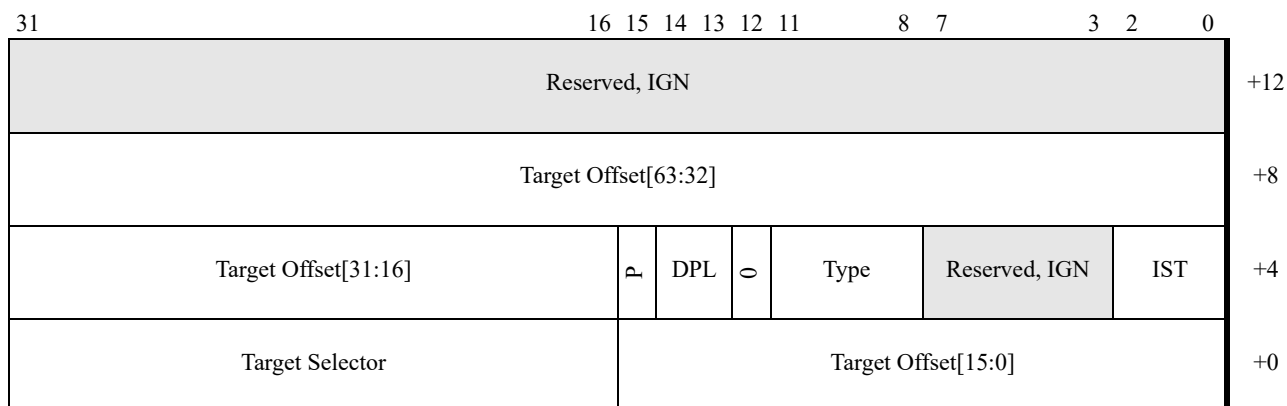 31 16 15 14 13 12 11 8 7 3 2 0
Reserved, IGN +12
Target Offset[63:32] +8
Target Offset[31:16] P DPL 0 Type Reserved, IGN IST +4
Target Selector Target Offset[15:0] +0